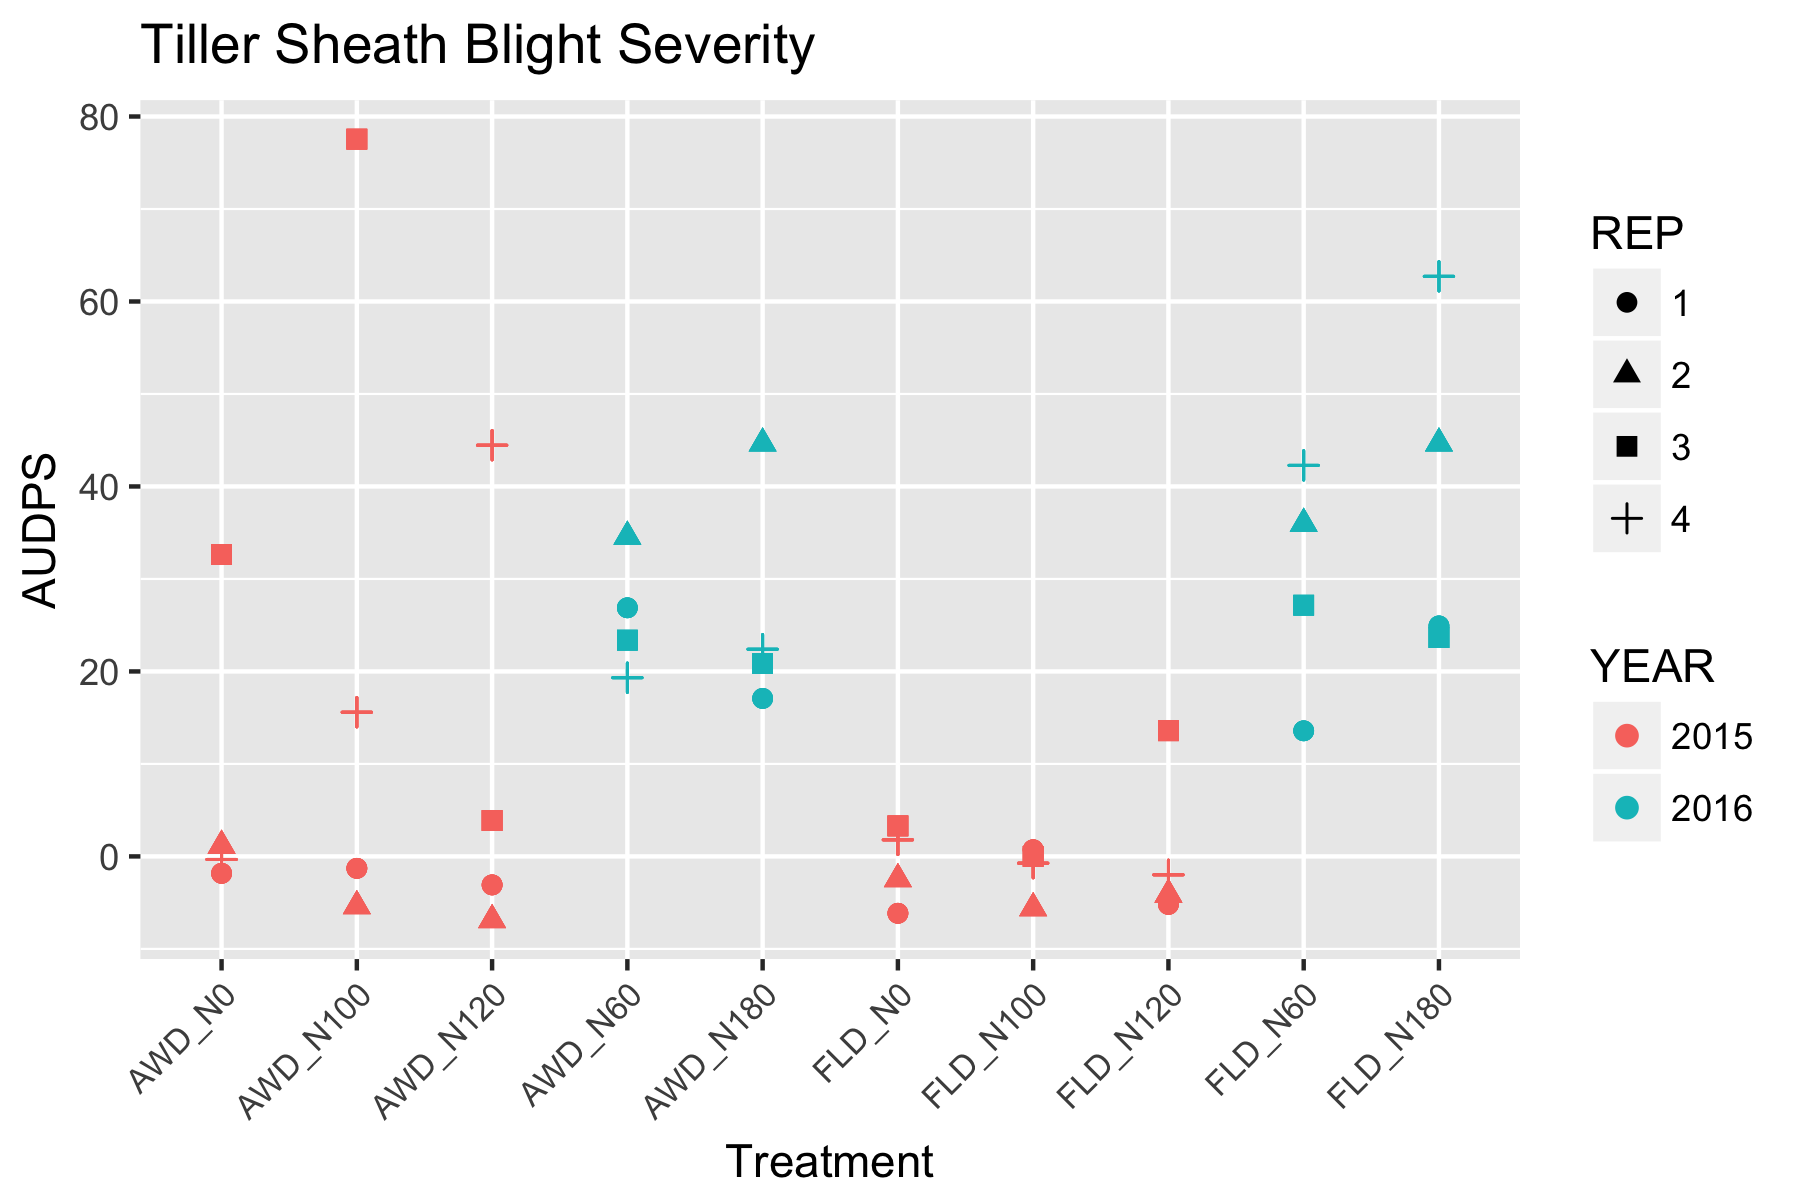 Tiller Sheath Blight Severity
AUDPS
80
60
40
20
0
AWD_N0
AWD_N100
AWD_N120
AWD_N60
AWD_N180
FLD_N0
FLD_N100
FLD_N120
FLD_N60
FLD_N180
Treatment
REP
1
2
3
4
YEAR
2015
2016